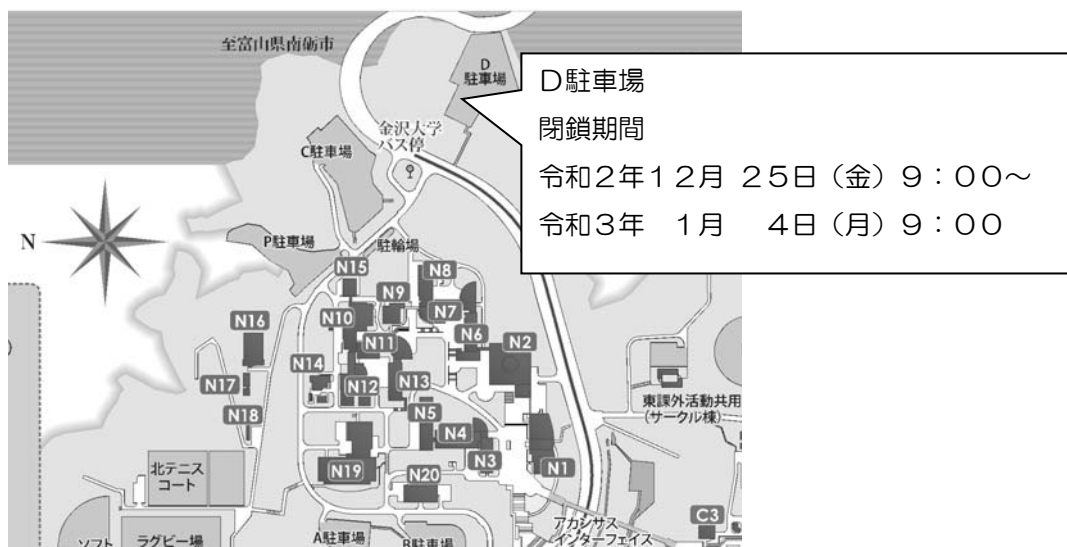 至富山県南砺市
D
駐車場
D駐車場
閉鎖期間
令和2年12月 25日（金）9：00～
令和3年 1月 4日（月）9：00
金沢大学
バス停
C駐車場
P駐車場
駐輪場
N
N15
N8
N9
N7
N10
N16
N6
N2
N11
N14
N17
N12
N13
N18
N5
N4
N3
N1
N19
N20
東課外活動共用
（サークル棟）
北テニス
コート
C3
アカンサス
インターフェイス
A駐車場
B駐車場
ソフト
ラグビー場